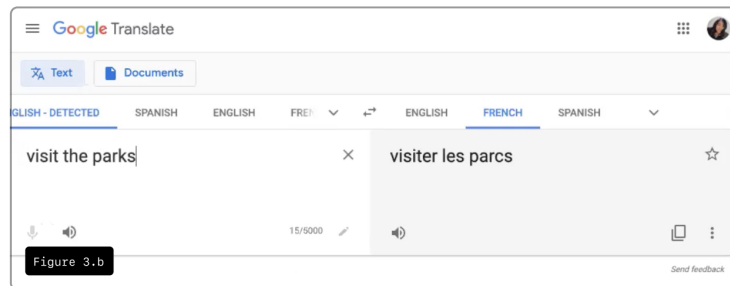 Google Translate
Text Documents
GLISH - DETECTED SPANISH ENGLISH FREN ENGLISH FRENCH SPANISH
visit the parks visiter les parcs
15/5000
Figure 3.b
Send feedback